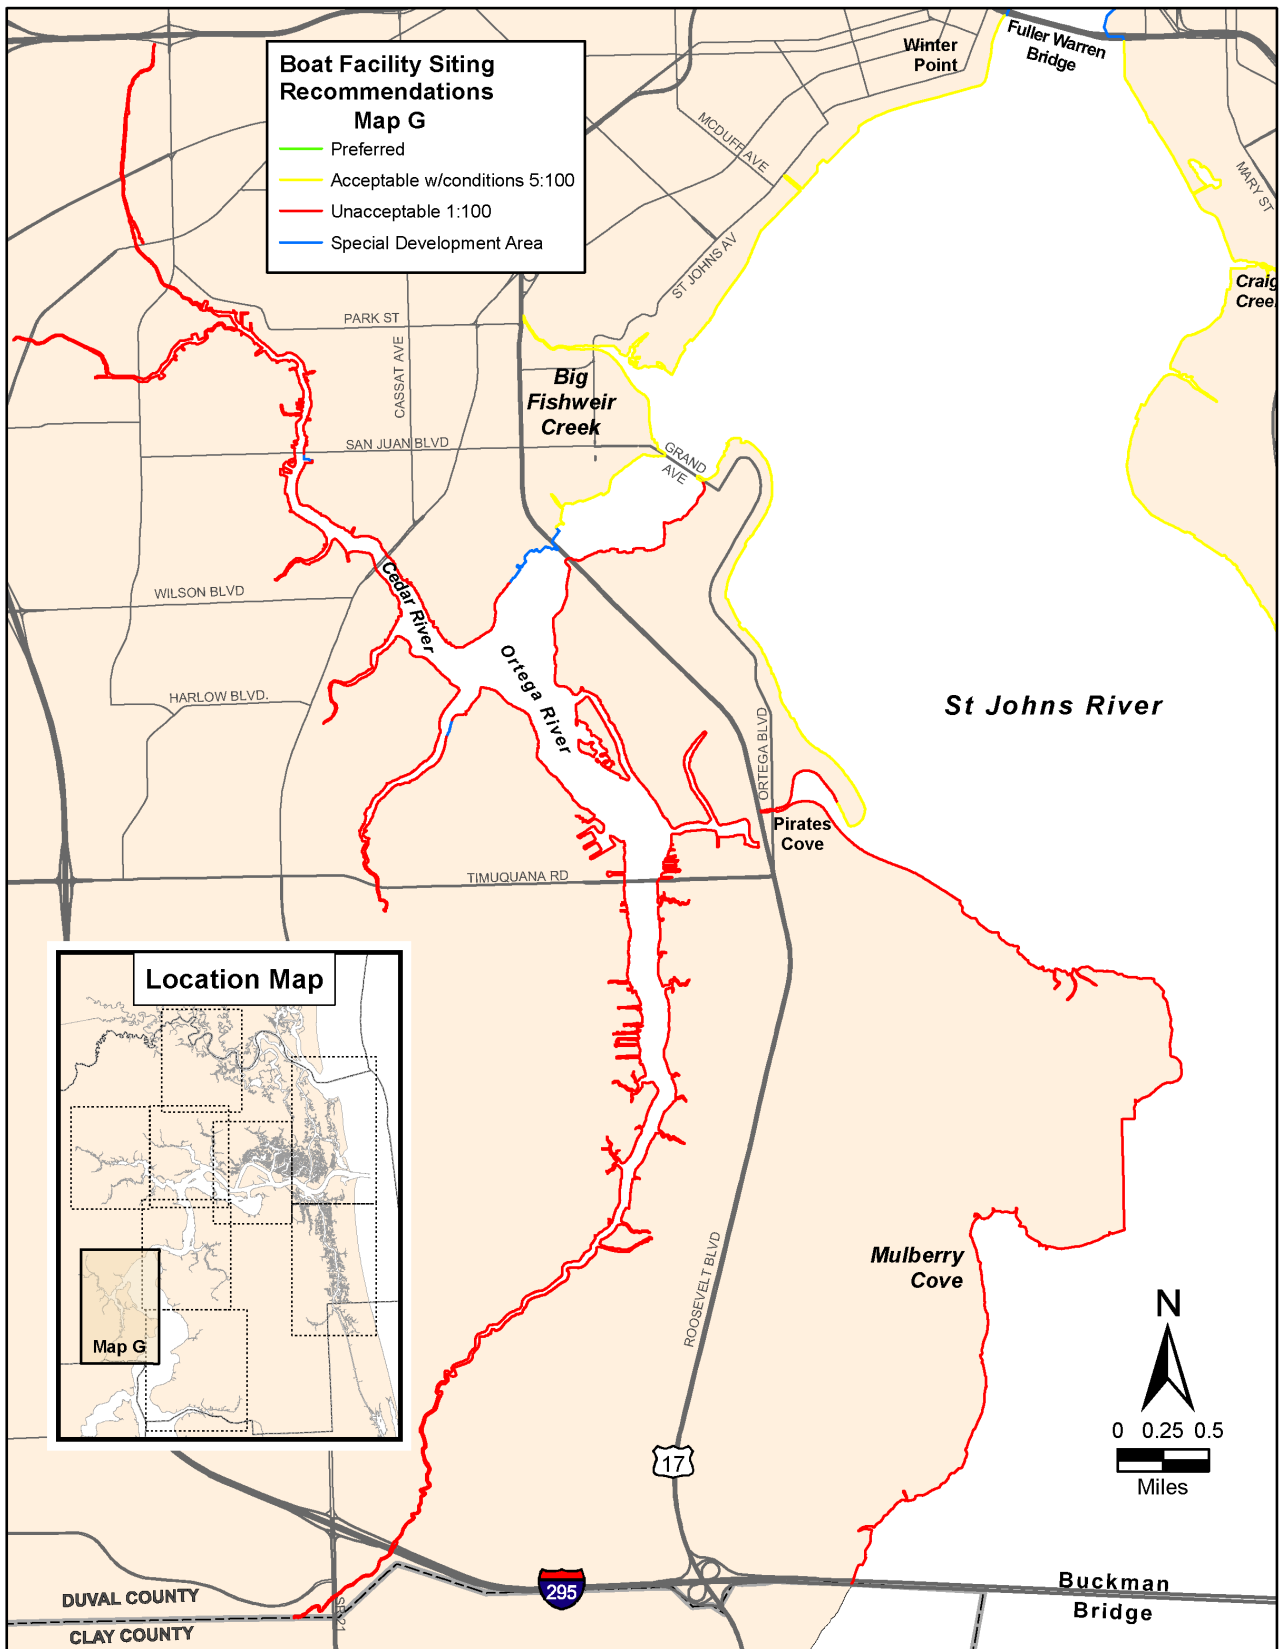 Boat Facility Siting
Recommendations
Map G
Preferred
Acceptable w/conditions 5:100
Unacceptable 1:100
Special Development Area
Winter
Point
Fuller Warren
Bridge
MCDUFF AVE
MARY ST
ST JOHNS AV
Craig
PARK ST
CASSAT AVE
Big
Fishweir
Creek
SAN JUAN BLVD
GRAND
AVE
Cedar River
WILSON BLVD
Ortega River
HARLOW BLVD.
St Johns River
ORTEGA BLVD
Pirates
Cove
TIMUQUANA RD
Location Map
Map G
ROOSEVELT BLVD
Mulberry
Cove
N
0 0.25 0.5
Miles
17
295
Buckman
Bridge
DUVAL COUNTY
CLAY COUNTY